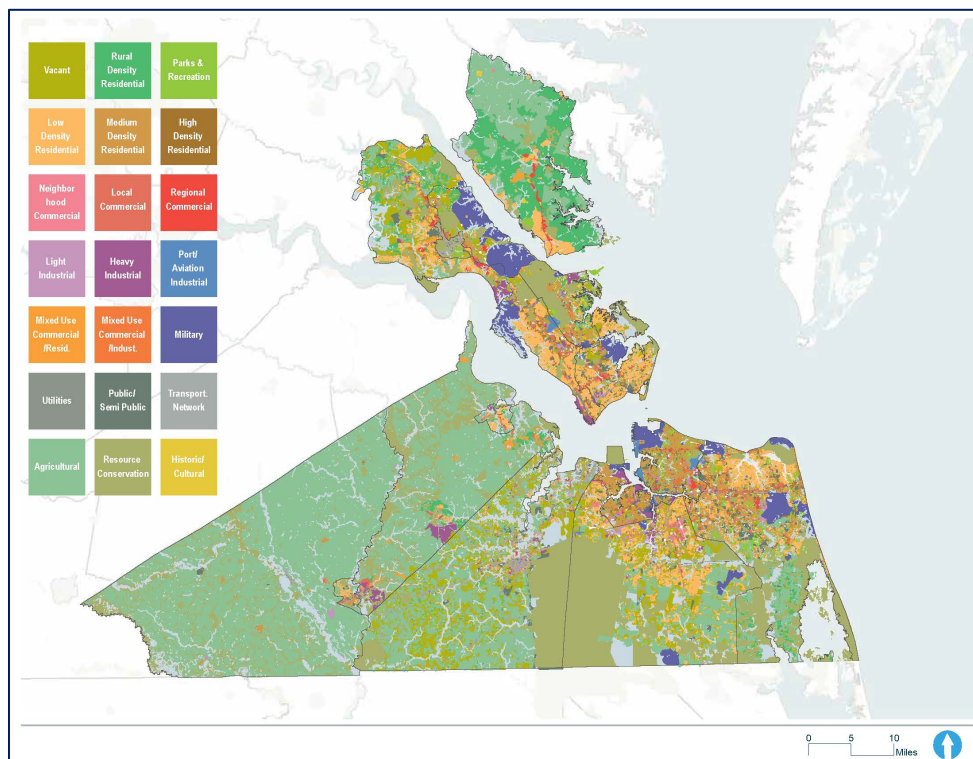 Vacant
Rural
Density
Residential
Parks &
Recreation
Low
Density
Residential
Medium
Density
Residential
High
Density
Residential
Neighbor
hood
Commercial
Local
Commercial
Regional
Commercial
Light
Industrial
Heavy
Industrial
Port/
Aviation
Industrial
Mixed Use
Commercial
/Resid.
Mixed Use
Commercial
/Indust.
Military
Utilities
Public/
Semi Public
Transport.
Network
Agricultural
Resource
Conservation
Historic/
Cultural
0 5 10
Miles